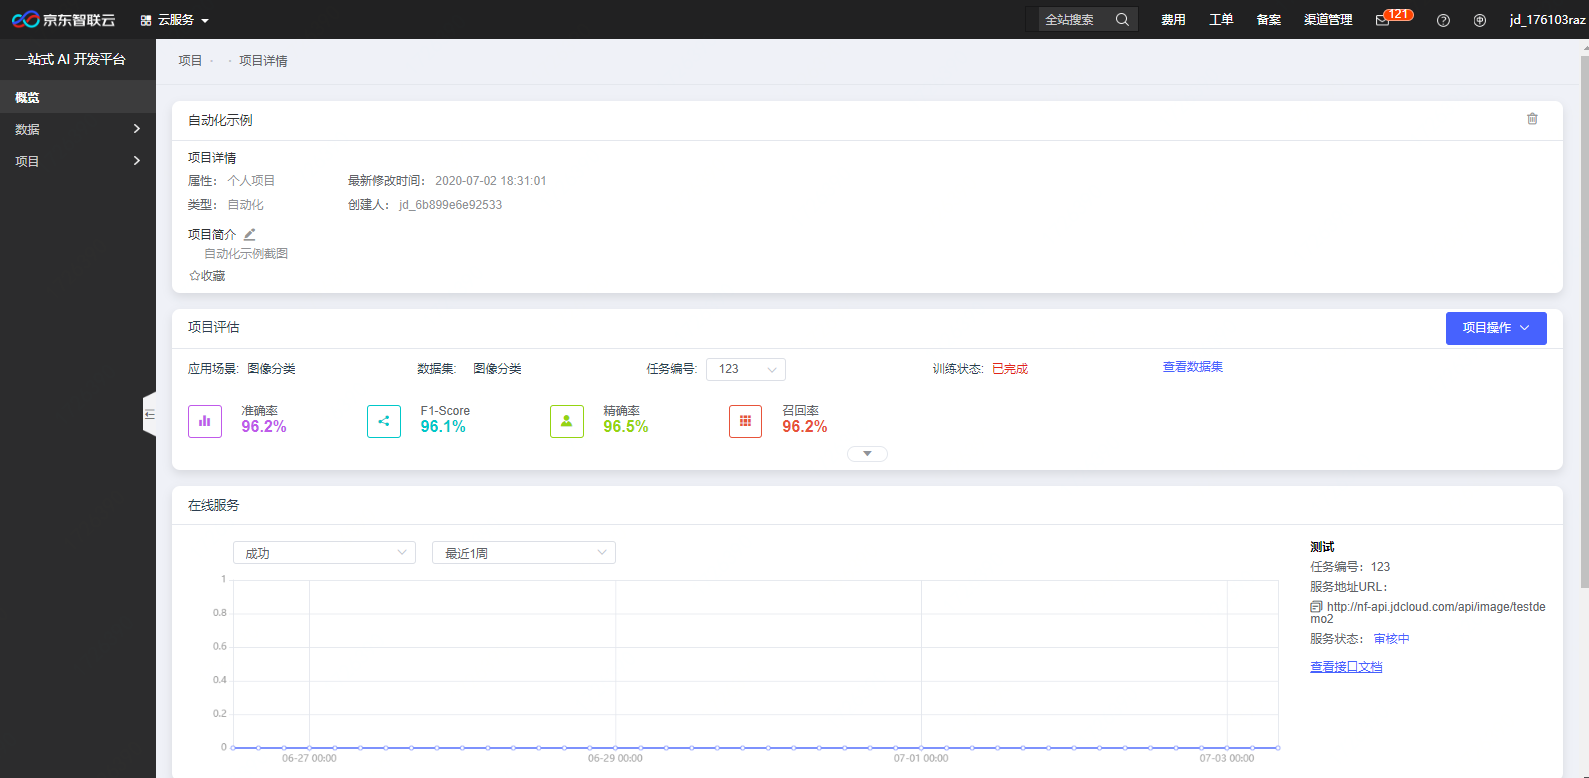 京东智联云
云服务
全站搜索
费用
工单
备案
渠道管理
121
jd_176103raz
一站式 AI 开发平台
概览
数据
项目
项目 · · 项目详情
自动化示例
项目详情
属性： 个人项目
最新修改时间： 2020-07-02 18:31:01
类型： 自动化
创建人： jd_6b899e6e92533
项目简介
自动化示例截图
收藏
项目评估
项目操作
应用场景: 图像分类
数据集: 图像分类
任务编号: 123
训练状态: 已完成
查看数据集
准确率
96.2%
F1-Score
96.1%
精确率
96.5%
召回率
96.2%
在线服务
成功
最近1周
1
0.8
0.6
0.4
0.2
0
06-27 00:00
06-29 00:00
07-01 00:00
07-03 00:00
测试
任务编号：123
服务地址URL：
http://nf-api.jdcloud.com/api/image/testde
mo2
服务状态： 审核中
查看接口文档